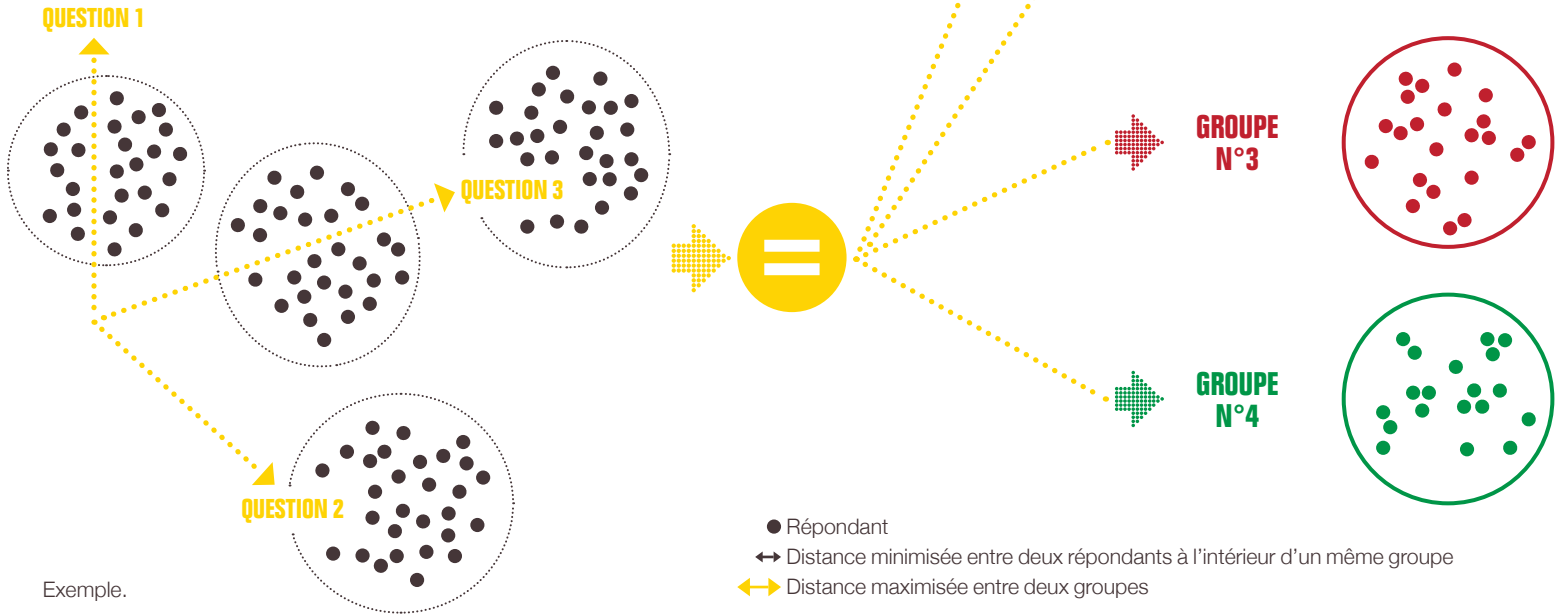 QUESTION 1
QUESTION 3
QUESTION 2
Exemple.
GROUPE
N°3
GROUPE
N°4
Répondant
Distance minimisée entre deux répondants à l’intérieur d’un même groupe
Distance maximisée entre deux groupes